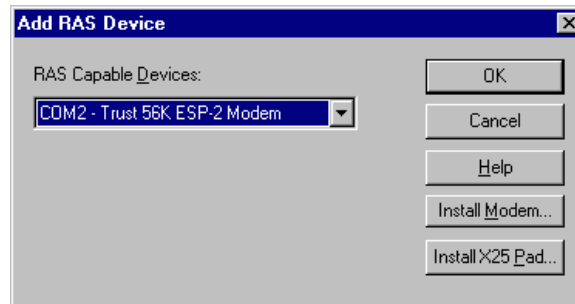 Add RAS Device
RAS Capable Devices:
COM2 - Trust 56K ESP-2 Modem
OK
Cancel
Help
Install Modem...
Install X25 Pad...